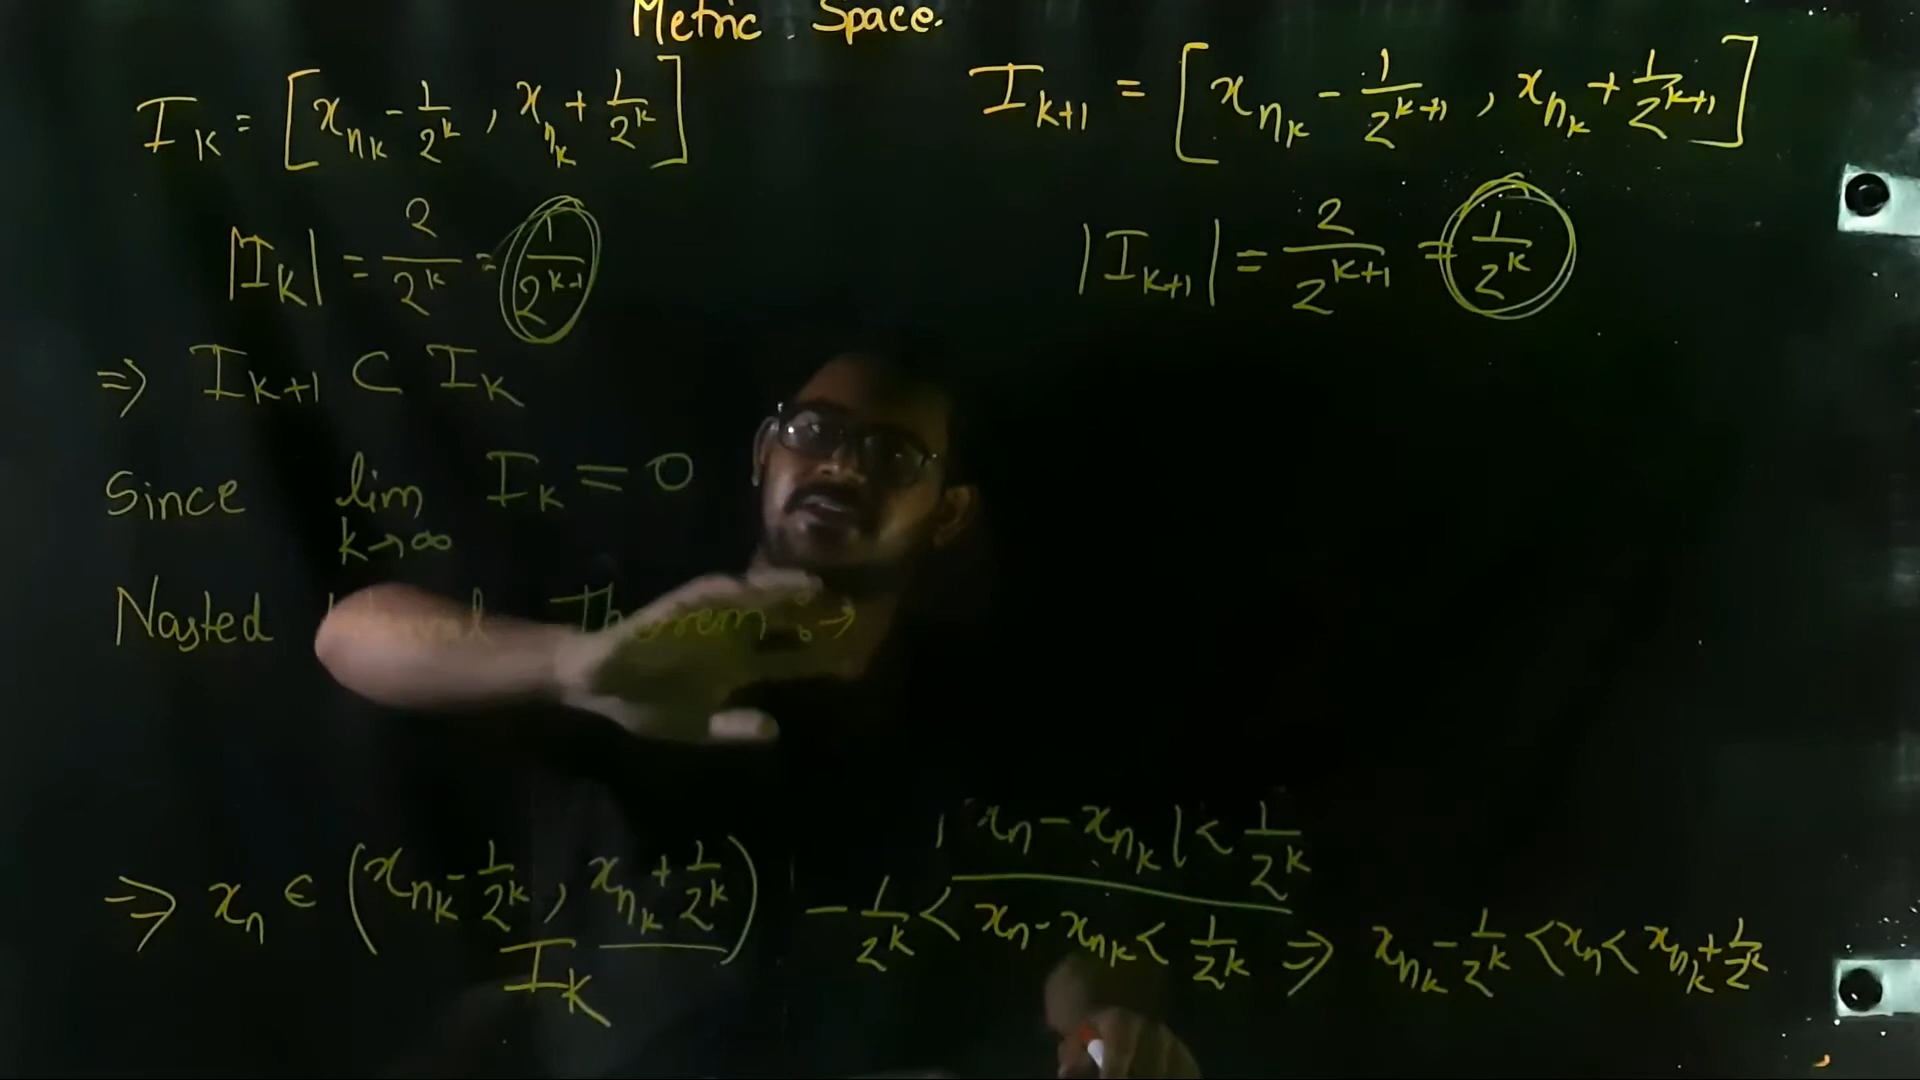 Metric Space.
I_k = [x_{n_k} - 1/2^k , x_{n_k} + 1/2^k]
I_{k+1} = [x_{n_k} - 1/2^{k+1} , x_{n_k} + 1/2^{k+1}]
|I_k| = 2/2^k = 1/2^{k-1}
|I_{k+1}| = 2/2^{k+1} = 1/2^k
⇒ I_{k+1} ⊂ I_k
Since lim_{k→∞} I_k = 0
Nasted Theorem :→
|x_n - x_{n_k}| < 1/2^k
⇒ x_n ∈ (x_{n_k} - 1/2^k , x_{n_k} + 1/2^k)
I_k
-1/2^k < x_n - x_{n_k} < 1/2^k ⇒ x_{n_k} - 1/2^k < x_n < x_{n_k} + 1/2^k